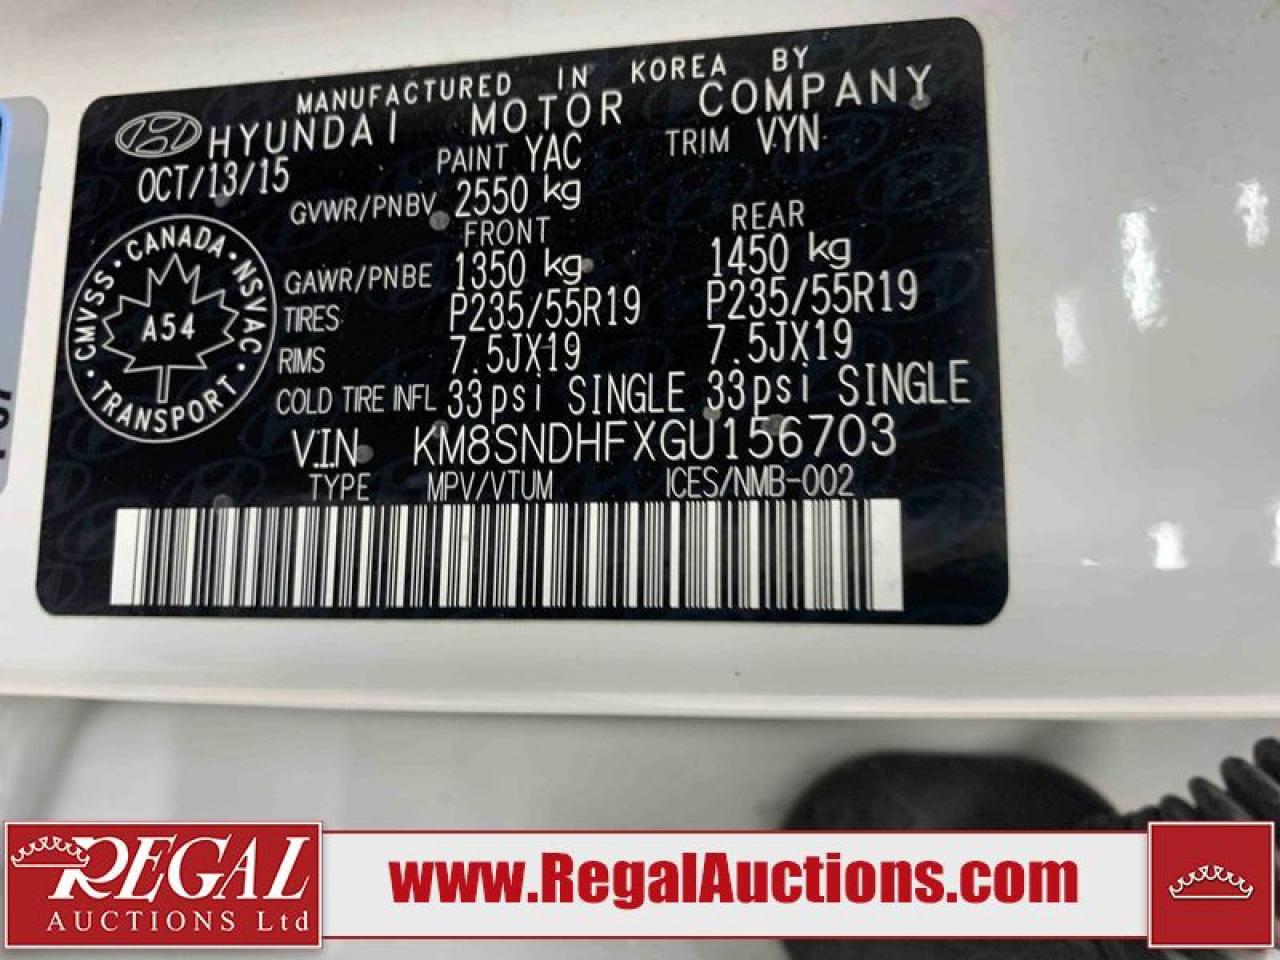 MANUFACTURED IN KOREA BY
HYUNDAI MOTOR COMPANY
OCT/13/15 PAINT YAC TRIM VYN
GVWR/PNBV 2550 kg
FRONT REAR
GAWR/PNBE 1350 kg 1450 kg
TIRES P235/55R19 P235/55R19
RIMS 7.5JX19 7.5JX19
COLD TIRE INFL 33psi SINGLE 33psi SINGLE
VIN KM8SNDHFXGU156703
TYPE MPV/VTUM ICES/NMB-002
CMVSS · CANADA · NSVAC · TRANSPORT ·
A54
REGAL
AUCTIONS Ltd
www.RegalAuctions.com